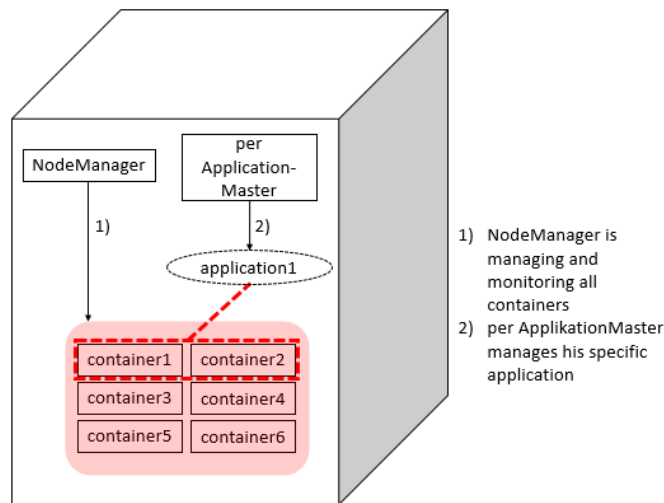 per
NodeManager
Application-
Master
1)
2)
application1
container1 container2
container3 container4
container5 container6
1) NodeManager is
managing and
monitoring all
containers
2) per ApplikationMaster
manages his specific
application